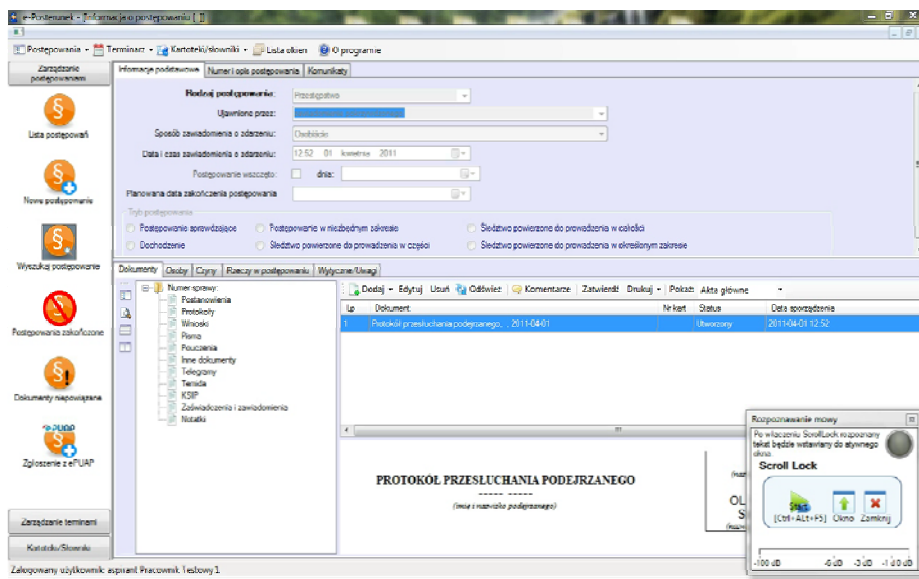 e-Posterunek - [Informacja o postępowaniu [ ]]
Postępowania Terminarz Kartoteki/słowniki Lista okien O programie
Zarządzanie postępowaniami
Lista postępowań
Nowe postępowanie
Wyszukaj postępowanie
Postępowania zakończone
Dokumenty niepowiązane
ePUAP
Zgłoszenie z ePUAP
Zarządzanie terminami
Kartoteki/Słowniki
Informacje podstawowe Numer i opis postępowania Komunikaty
Rodzaj postępowania: Przestępstwo
Ujawnione przez:
Sposób zawiadomienia o zdarzeniu: Osobiście
Data i czas zawiadomienia o zdarzeniu: 12:52 01 kwietnia 2011
Postępowanie wszczęto: dnia:
Planowana data zakończenia postępowania
Tryb postępowania
Postępowanie sprawdzające Postępowanie w niezbędnym zakresie Śledztwo powierzone do prowadzenia w całości
Dochodzenie Śledztwo powierzone do prowadzenia w części Śledztwo powierzone do prowadzenia w określonym zakresie
Dokumenty Osoby Czyny Rzeczy w postępowaniu Wytyczne/Uwagi
Numer sprawy:
Postanowienia
Protokoły
Wnioski
Pisma
Pouczenia
Inne dokumenty
Telegramy
Temida
KSIP
Zaświadczenia i zawiadomienia
Notatki
Dodaj Edytuj Usuń Odśwież Komentarze Zatwierdź Drukuj Pokaż: Akta główne
Lp Dokument Nr kart Status Data sporządzenia
1 Protokół przesłuchania podejrzanego, , 2011-04-01 Utworzony 2011-04-01 12:52
PROTOKÓŁ PRZESŁUCHANIA PODEJRZANEGO
----- -----
(imię i nazwisko podejrzanego)
OL
S
Rozpoznawanie mowy
Po włączeniu ScrollLock rozpoznany
tekst będzie wstawiany do atywnego
okna.
Scroll Lock
Start
[Ctrl+ALt+F5] Okno Zamknij
-100 dB -6 dB -3 dB -1 0 dB
Zalogowany użytkownik: aspirant Pracownik Testowy 1